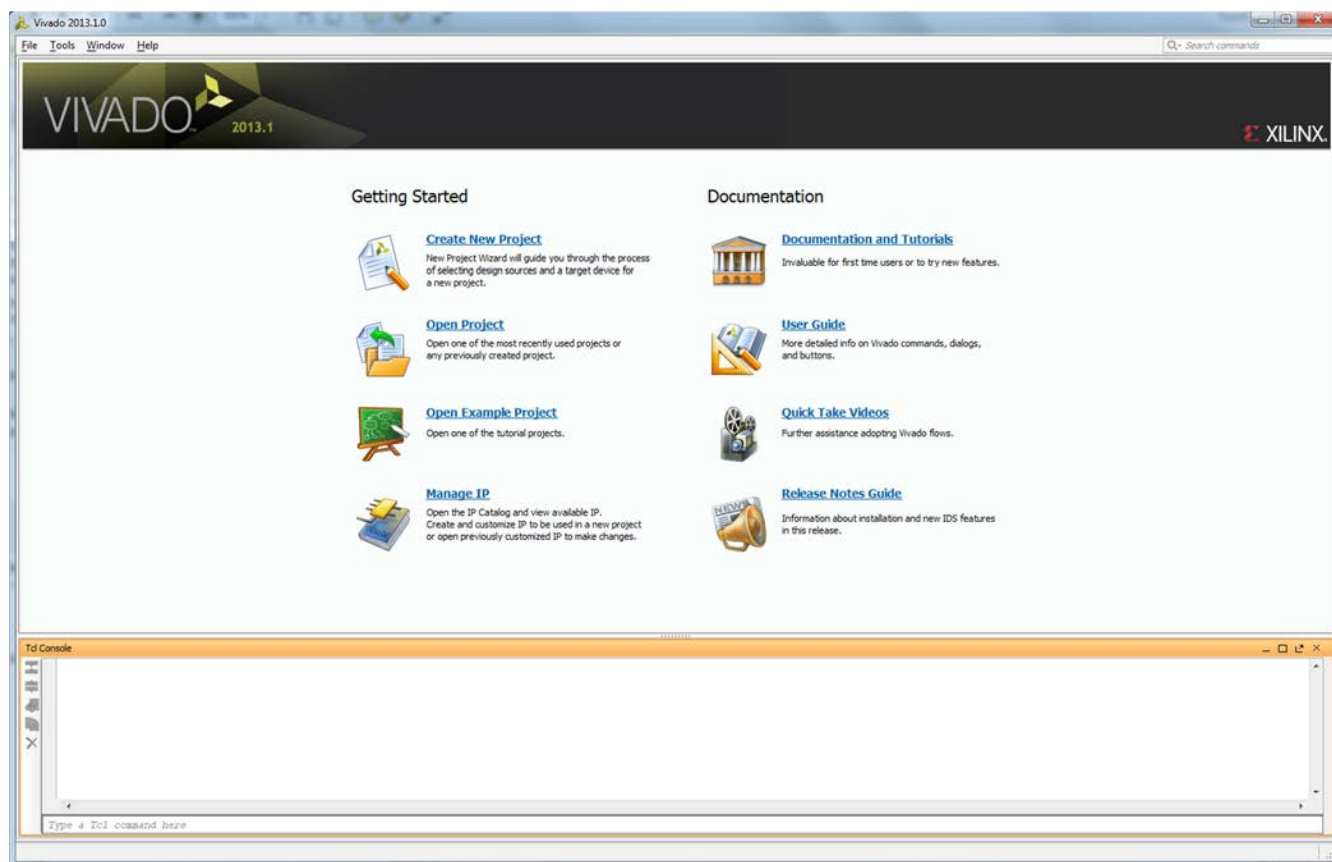 Vivado 2013.1.0
File Tools Window Help
Search commands
VIVADO™ 2013.1
XILINX
Getting Started
Create New Project
New Project Wizard will guide you through the process
of selecting design sources and a target device for
a new project.
Open Project
Open one of the most recently used projects or
any previously created project.
Open Example Project
Open one of the tutorial projects.
Manage IP
Open the IP Catalog and view available IP.
Create and customize IP to be used in a new project
or open previously customized IP to make changes.
Documentation
Documentation and Tutorials
Invaluable for first time users or to try new features.
User Guide
More detailed info on Vivado commands, dialogs,
and buttons.
Quick Take Videos
Further assistance adopting Vivado flows.
NEWS
Release Notes Guide
Information about installation and new IDS features
in this release.
Tcl Console
Type a Tcl command here